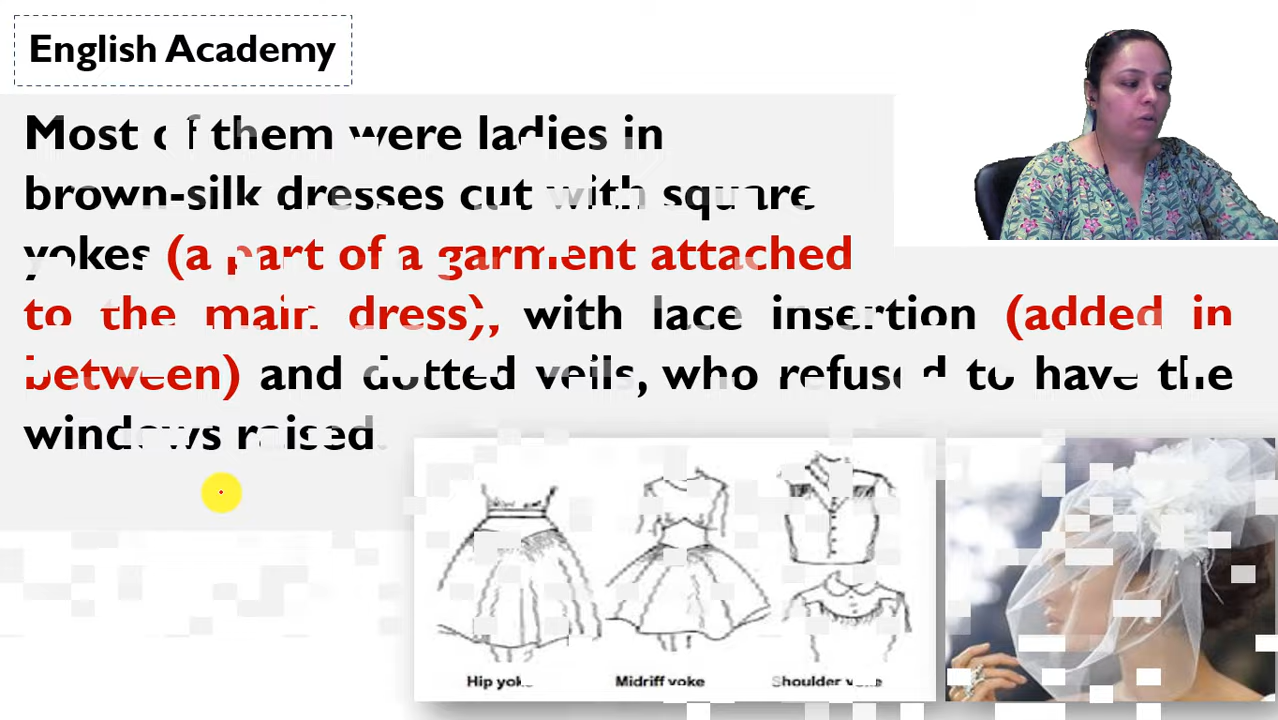 English Academy
Most of them were ladies in
brown-silk dresses cut with square
yokes (a part of a garment attached
to the main dress), with lace insertion (added in
between) and dotted veils, who refused to have the
windows raised.
Hip yoke Midriff yoke Shoulder yoke